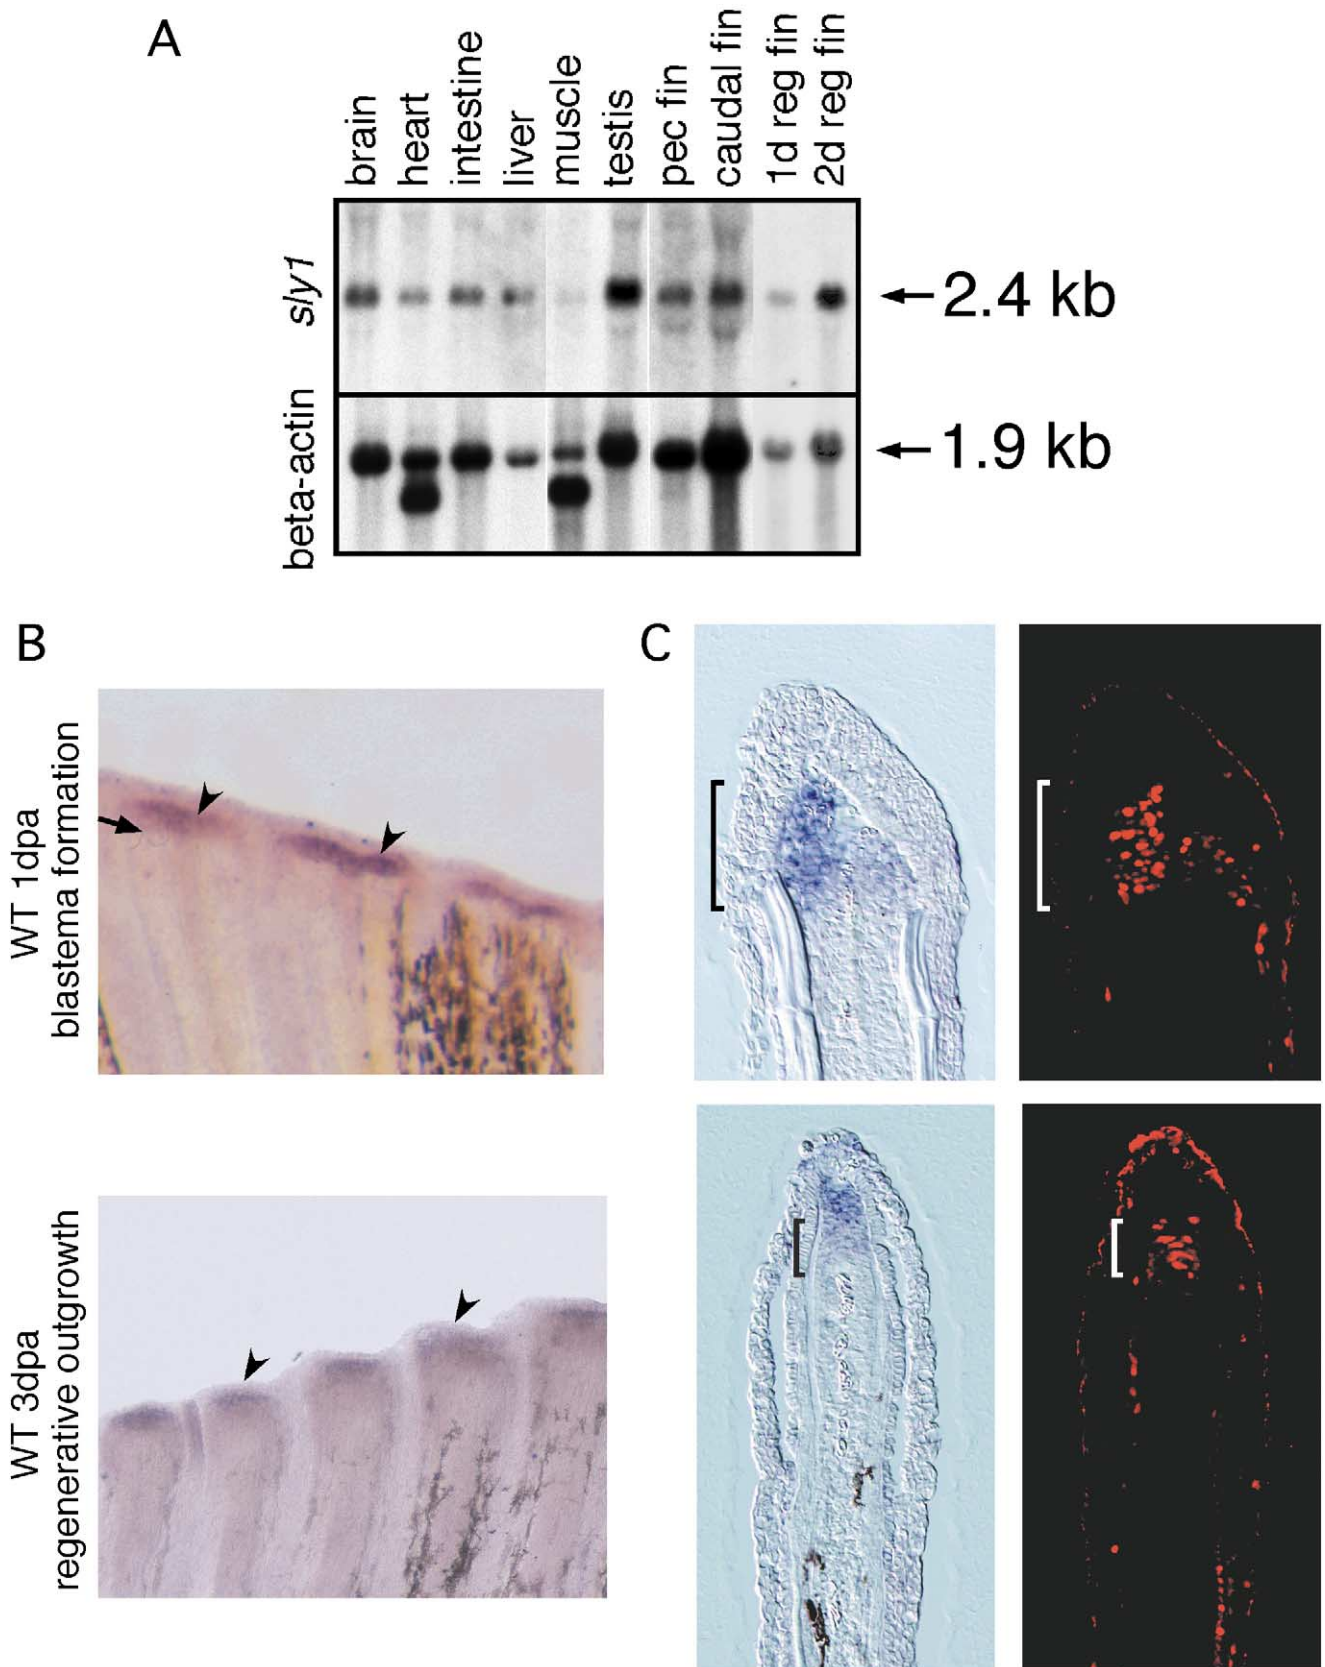 A
brain
heart
intestine
liver
muscle
testis
pec fin
caudal fin
1d reg fin
2d reg fin
sly1
2.4 kb
beta-actin
1.9 kb
B
C
WT 1dpa
blastema formation
WT 3dpa
regenerative outgrowth